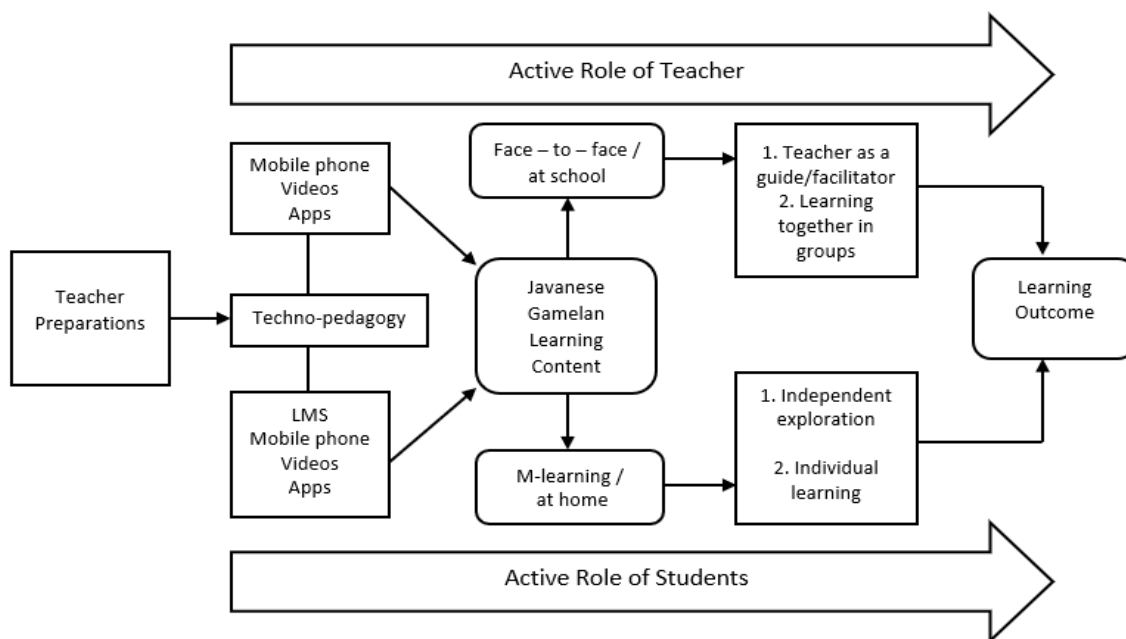 Active Role of Teacher
Mobile phone
Videos
Apps
Face – to – face /
at school
1. Teacher as a
guide/facilitator
2. Learning
together in
groups
Teacher
Preparations
Techno-pedagogy
Javanese
Gamelan
Learning
Content
Learning
Outcome
LMS
Mobile phone
Videos
Apps
M-learning /
at home
1. Independent
exploration
2. Individual
learning
Active Role of Students